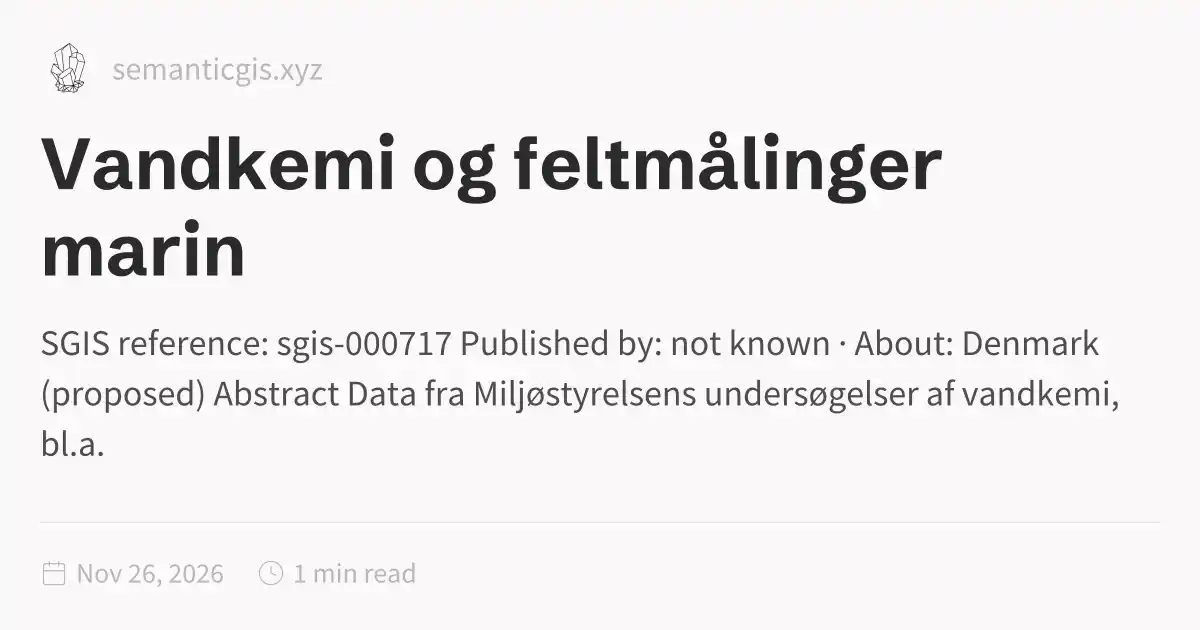 semanticgis.xyz
Vandkemi og feltmålinger
marin
SGIS reference: sgis-000717 Published by: not known · About: Denmark
(proposed) Abstract Data fra Miljøstyrelsens undersøgelser af vandkemi,
bl.a.
Nov 26, 2026 1 min read